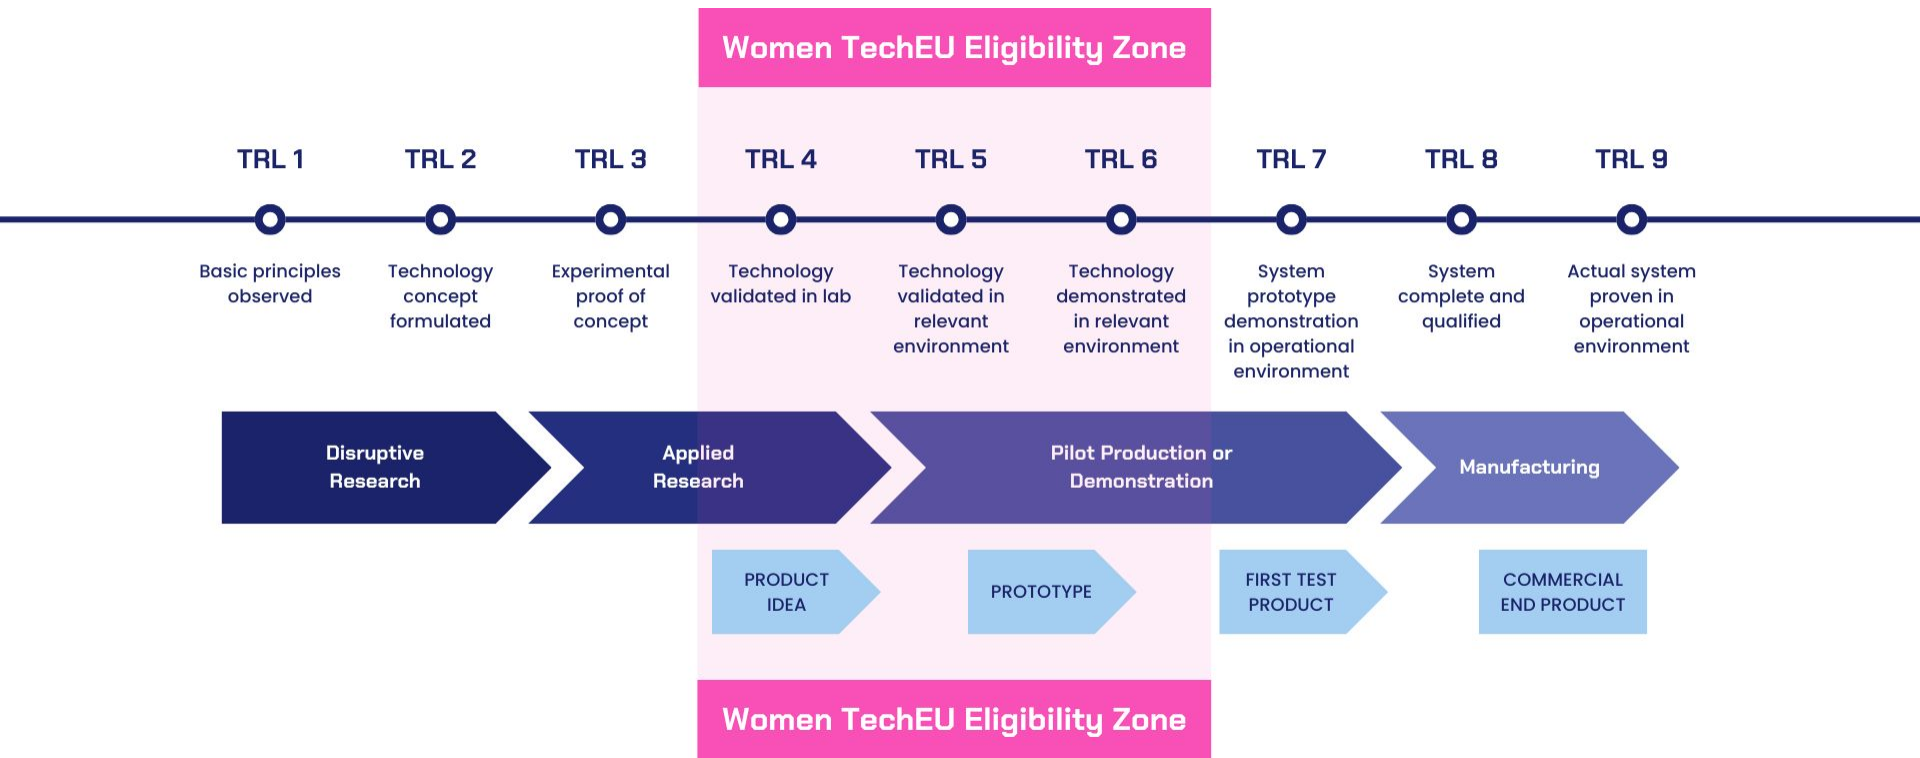 Women TechEU Eligibility Zone
TRL 1
TRL 2
TRL 3
TRL 4
TRL 5
TRL 6
TRL 7
TRL 8
TRL 9
Basic principles
observed
Technology
concept
formulated
Experimental
proof of
concept
Technology
validated in lab
Technology
validated in
relevant
environment
Technology
demonstrated
in relevant
environment
System
prototype
demonstration
in operational
environment
System
complete and
qualified
Actual system
proven in
operational
environment
Disruptive
Research
Applied
Research
Pilot Production or
Demonstration
Manufacturing
PRODUCT
IDEA
PROTOTYPE
FIRST TEST
PRODUCT
COMMERCIAL
END PRODUCT
Women TechEU Eligibility Zone